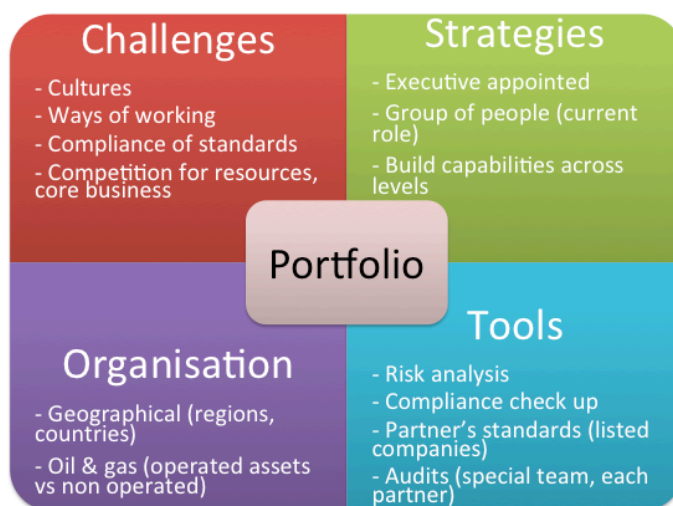 Challenges
- Cultures
- Ways of working
- Compliance of standards
- Competition for resources,
core business
Strategies
- Executive appointed
- Group of people (current
role)
- Build capabilities across
levels
Portfolio
Organisation
- Geographical (regions,
countries)
- Oil & gas (operated assets
vs non operated)
Tools
- Risk analysis
- Compliance check up
- Partner's standards (listed
companies)
- Audits (special team, each
partner)